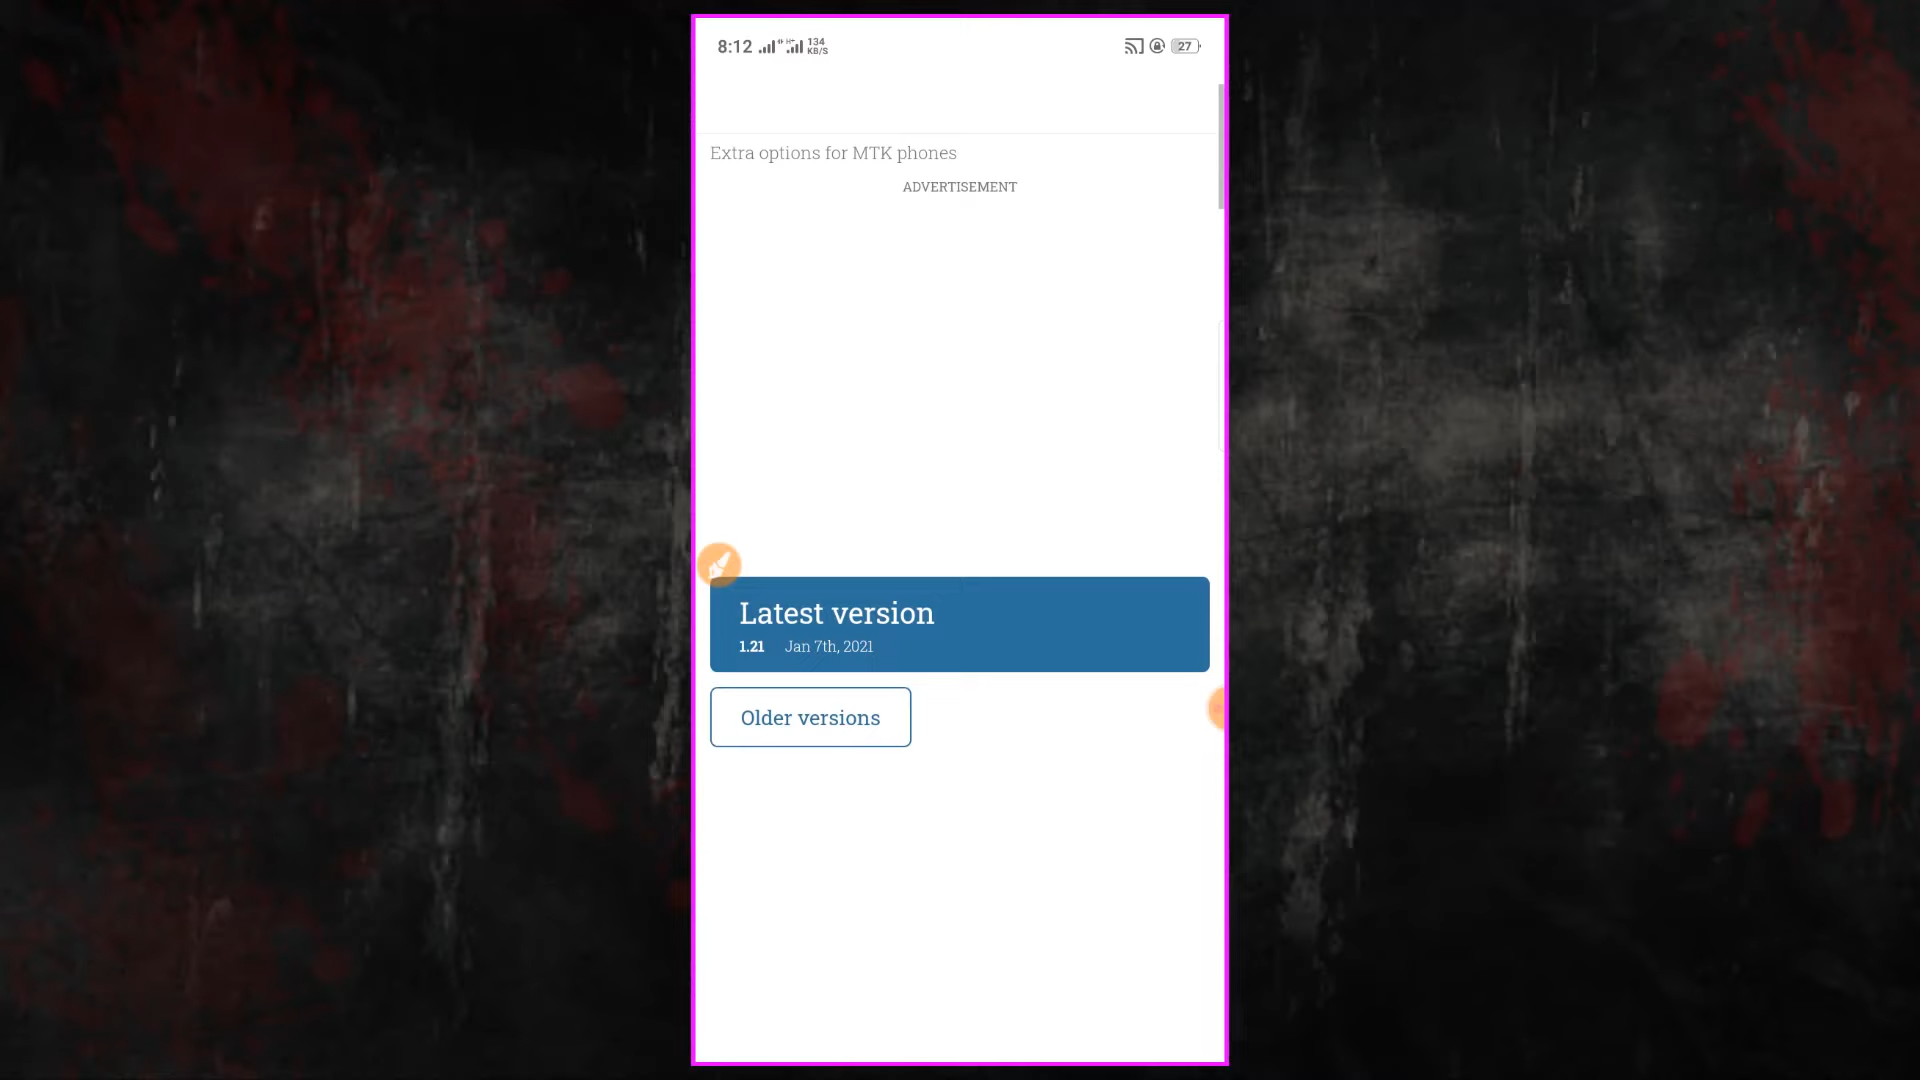 8:12 H+ 134 KB/S 27
Extra options for MTK phones
ADVERTISEMENT
Latest version
1.21 Jan 7th, 2021
Older versions